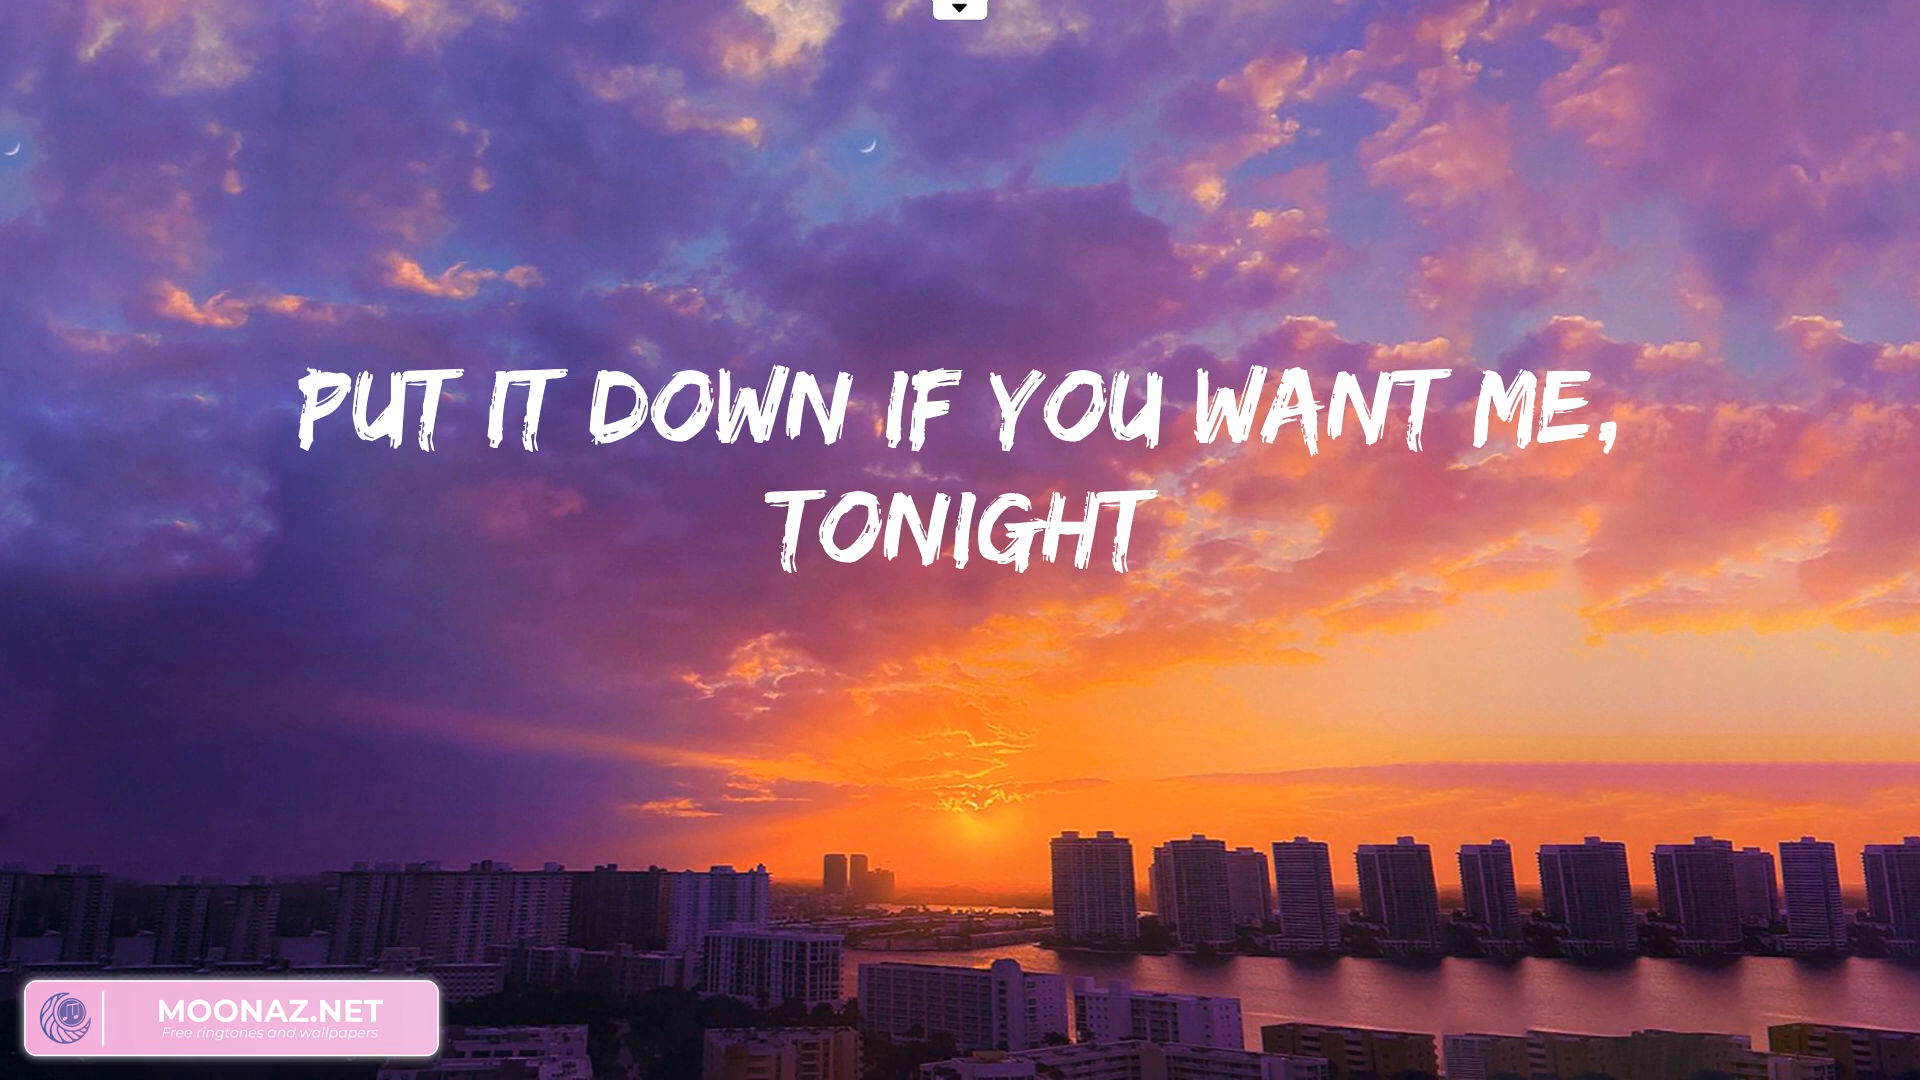 PUT IT DOWN IF YOU WANT ME,
TONIGHT
MOONAZ.NET
Free ringtones and wallpapers